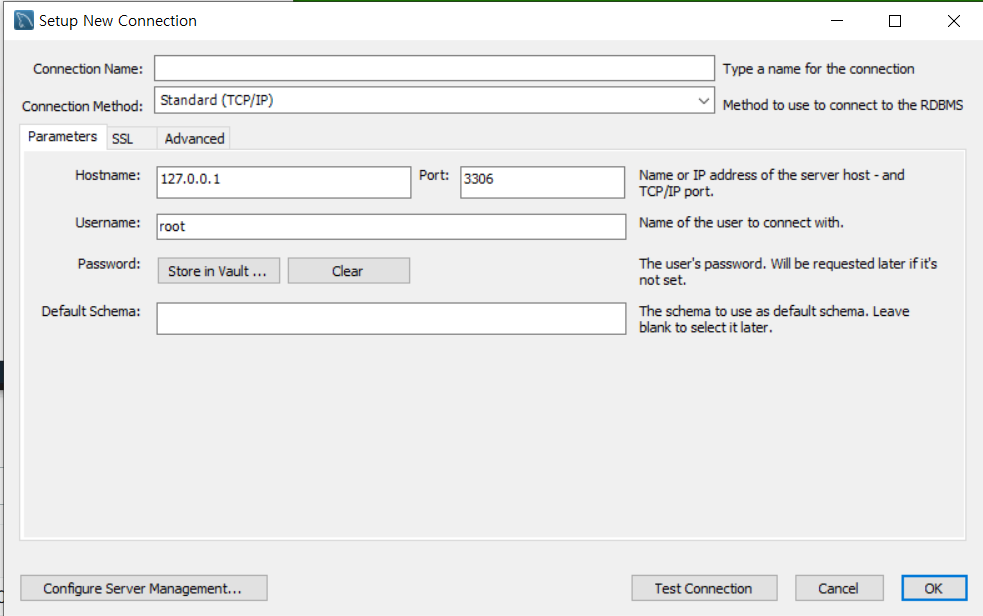 Setup New Connection
Connection Name:
Type a name for the connection
Connection Method:
Standard (TCP/IP)
Method to use to connect to the RDBMS
Parameters
SSL
Advanced
Hostname:
127.0.0.1
Port:
3306
Name or IP address of the server host - and
TCP/IP port.
Username:
root
Name of the user to connect with.
Password:
Store in Vault ...
Clear
The user's password. Will be requested later if it's
not set.
Default Schema:
The schema to use as default schema. Leave
blank to select it later.
Configure Server Management...
Test Connection
Cancel
OK